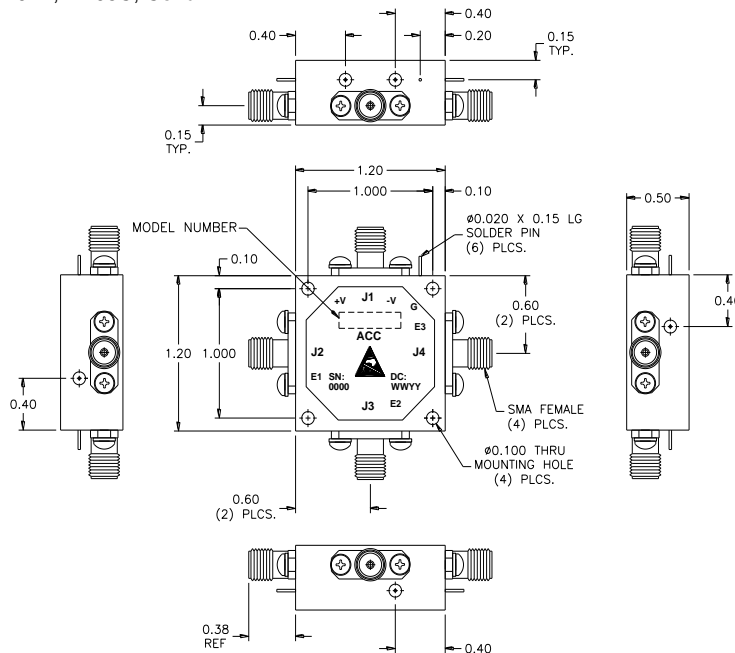 0.40
0.40
0.20
0.15
TYP.
0.15
TYP.
1.20
1.000
0.10
0.50
MODEL NUMBER
Ø0.020 X 0.15 LG
SOLDER PIN
(6) PLCS.
0.10
0.60
(2) PLCS.
+V J1 -V
G
E3
ACC
1.20
1.000
J2
J4
E1 SN:
0000
DC:
WWYY
J3
E2
0.40
SMA FEMALE
(4) PLCS.
Ø0.100 THRU
MOUNTING HOLE
(4) PLCS.
0.60
(2) PLCS.
0.38
REF
0.40